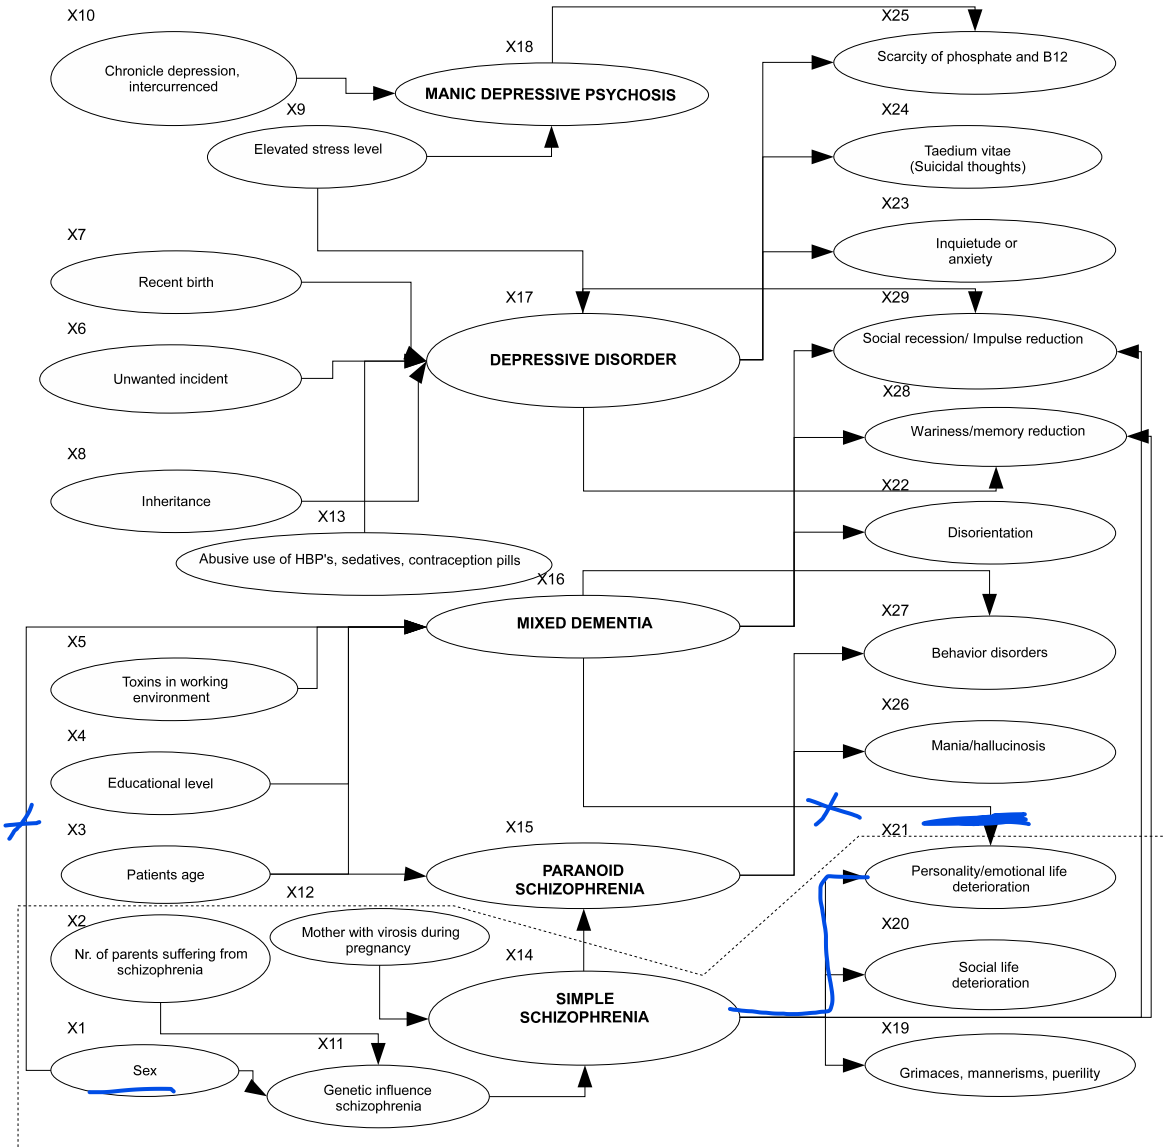 X10
Chronicle depression,
intercurrenced
X18
MANIC DEPRESSIVE PSYCHOSIS
X25
Scarcity of phosphate and B12
X9
Elevated stress level
X24
Taedium vitae
(Suicidal thoughts)
X23
Inquietude or
anxiety
X7
Recent birth
X17
DEPRESSIVE DISORDER
X29
Social recession/ Impulse reduction
X6
Unwanted incident
X28
Wariness/memory reduction
X8
Inheritance
X22
Disorientation
X13
Abusive use of HBP's, sedatives, contraception pills
X16
MIXED DEMENTIA
X27
Behavior disorders
X5
Toxins in working
environment
X26
Mania/hallucinosis
X4
Educational level
X3
Patients age
X15
PARANOID
SCHIZOPHRENIA
X21
Personality/emotional life
deterioration
X12
Mother with virosis during
pregnancy
X2
Nr. of parents suffering from
schizophrenia
X14
SIMPLE
SCHIZOPHRENIA
X20
Social life
deterioration
X1
Sex
X11
Genetic influence
schizophrenia
X19
Grimaces, mannerisms, puerility